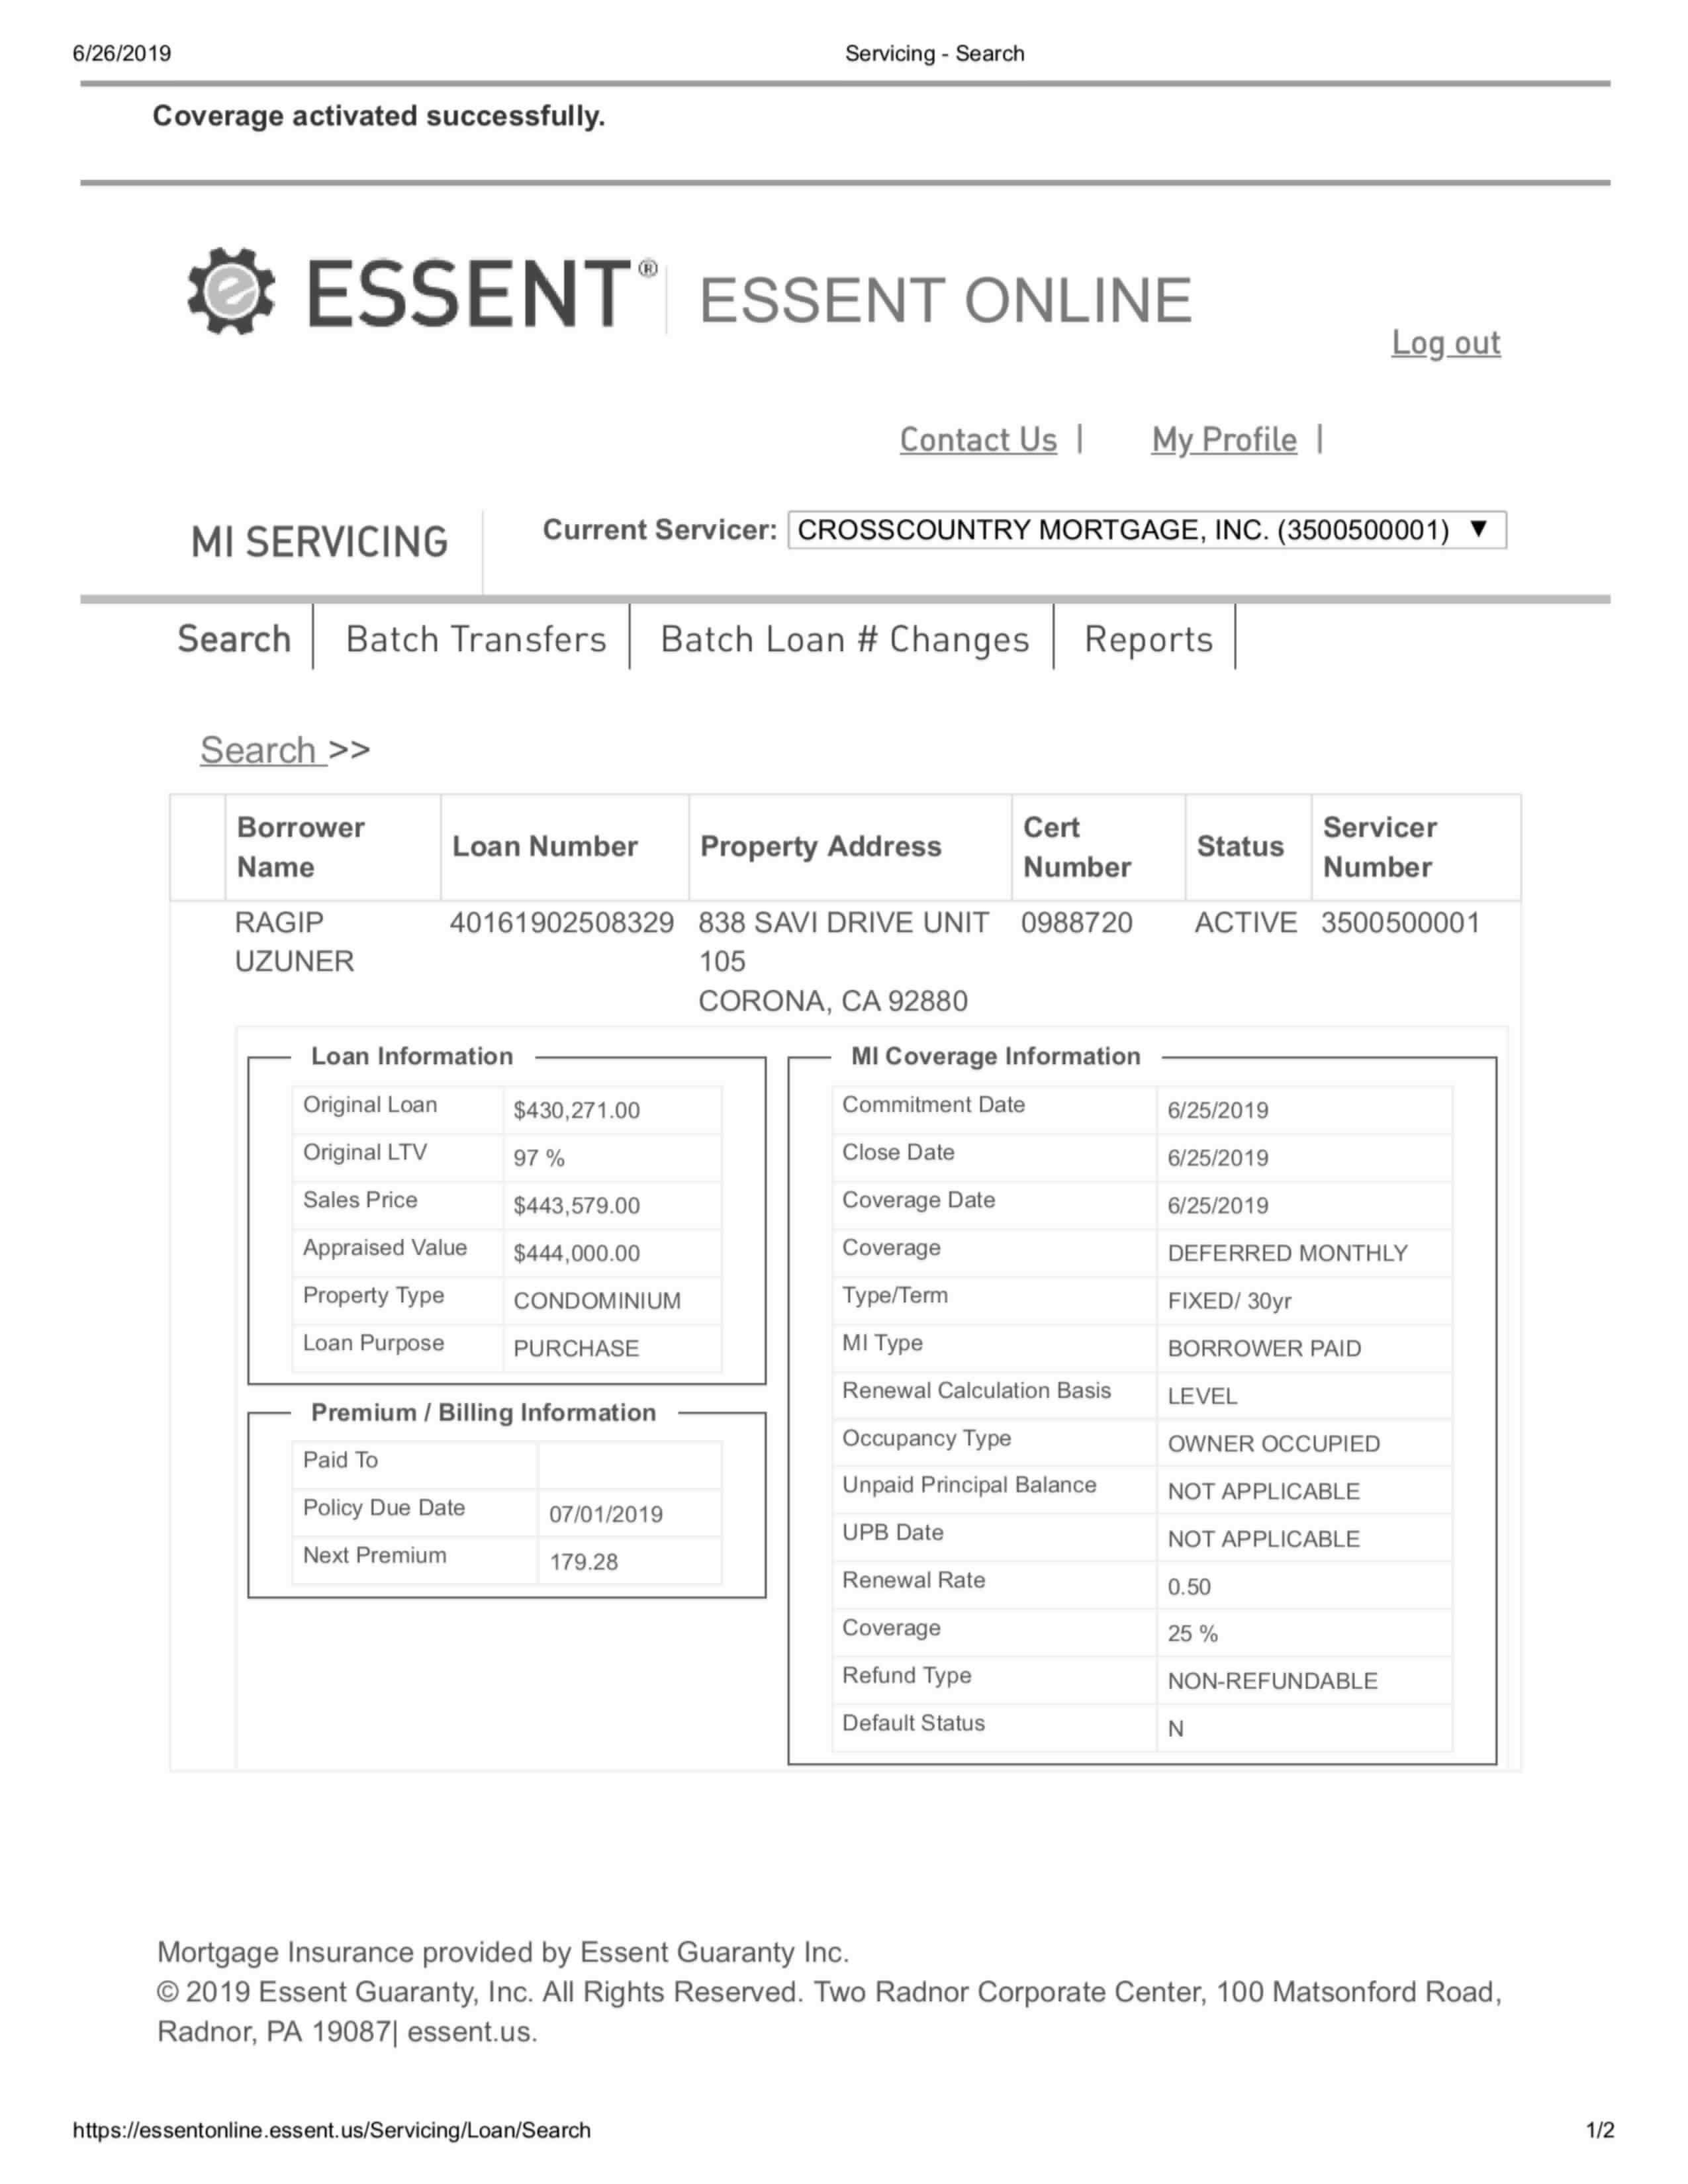 6/26/2019 Servicing - Search
Coverage activated successfully.
ESSENT® ESSENT ONLINE
Log out
Contact Us | My Profile |
MI SERVICING Current Servicer: CROSSCOUNTRY MORTGAGE, INC. (3500500001) ▼
Search Batch Transfers Batch Loan # Changes Reports
Search >>
Borrower Name Loan Number Property Address Cert Number Status Servicer Number
RAGIP 40161902508329 838 SAVI DRIVE UNIT 0988720 ACTIVE 3500500001
UZUNER 105
CORONA, CA 92880
Loan Information
Original Loan $430,271.00
Original LTV 97 %
Sales Price $443,579.00
Appraised Value $444,000.00
Property Type CONDOMINIUM
Loan Purpose PURCHASE
Premium / Billing Information
Paid To
Policy Due Date 07/01/2019
Next Premium 179.28
MI Coverage Information
Commitment Date 6/25/2019
Close Date 6/25/2019
Coverage Date 6/25/2019
Coverage DEFERRED MONTHLY
Type/Term FIXED/ 30yr
MI Type BORROWER PAID
Renewal Calculation Basis LEVEL
Occupancy Type OWNER OCCUPIED
Unpaid Principal Balance NOT APPLICABLE
UPB Date NOT APPLICABLE
Renewal Rate 0.50
Coverage 25 %
Refund Type NON-REFUNDABLE
Default Status N
Mortgage Insurance provided by Essent Guaranty Inc.
© 2019 Essent Guaranty, Inc. All Rights Reserved. Two Radnor Corporate Center, 100 Matsonford Road,
Radnor, PA 19087| essent.us.
https://essentonline.essent.us/Servicing/Loan/Search 1/2